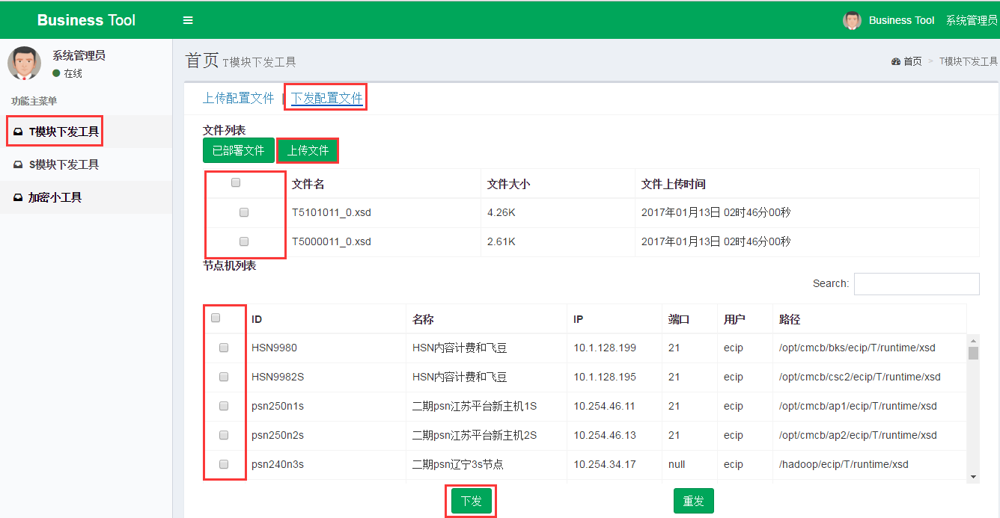 Business Tool
Business Tool 系统管理员
系统管理员
在线
功能主菜单
T模块下发工具
S模块下发工具
加密小工具
首页 T模块下发工具
首页 > T模块下发工具
上传配置文件 | 下发配置文件
文件列表
已部署文件 上传文件
文件名 文件大小 文件上传时间
T5101011_0.xsd 4.26K 2017年01月13日 02时46分00秒
T5000011_0.xsd 2.61K 2017年01月13日 02时46分00秒
节点机列表
Search:
ID 名称 IP 端口 用户 路径
HSN9980 HSN内容计费和飞豆 10.1.128.199 21 ecip /opt/cmcb/bks/ecip/T/runtime/xsd
HSN9982S HSN内容计费和飞豆 10.1.128.195 21 ecip /opt/cmcb/csc2/ecip/T/runtime/xsd
psn250n1s 二期psn江苏平台新主机1S 10.254.46.11 21 ecip /opt/cmcb/ap1/ecip/T/runtime/xsd
psn250n2s 二期psn江苏平台新主机2S 10.254.46.13 21 ecip /opt/cmcb/ap2/ecip/T/runtime/xsd
psn240n3s 二期psn辽宁3s节点 10.254.34.17 null ecip /hadoop/ecip/T/runtime/xsd
下发 重发